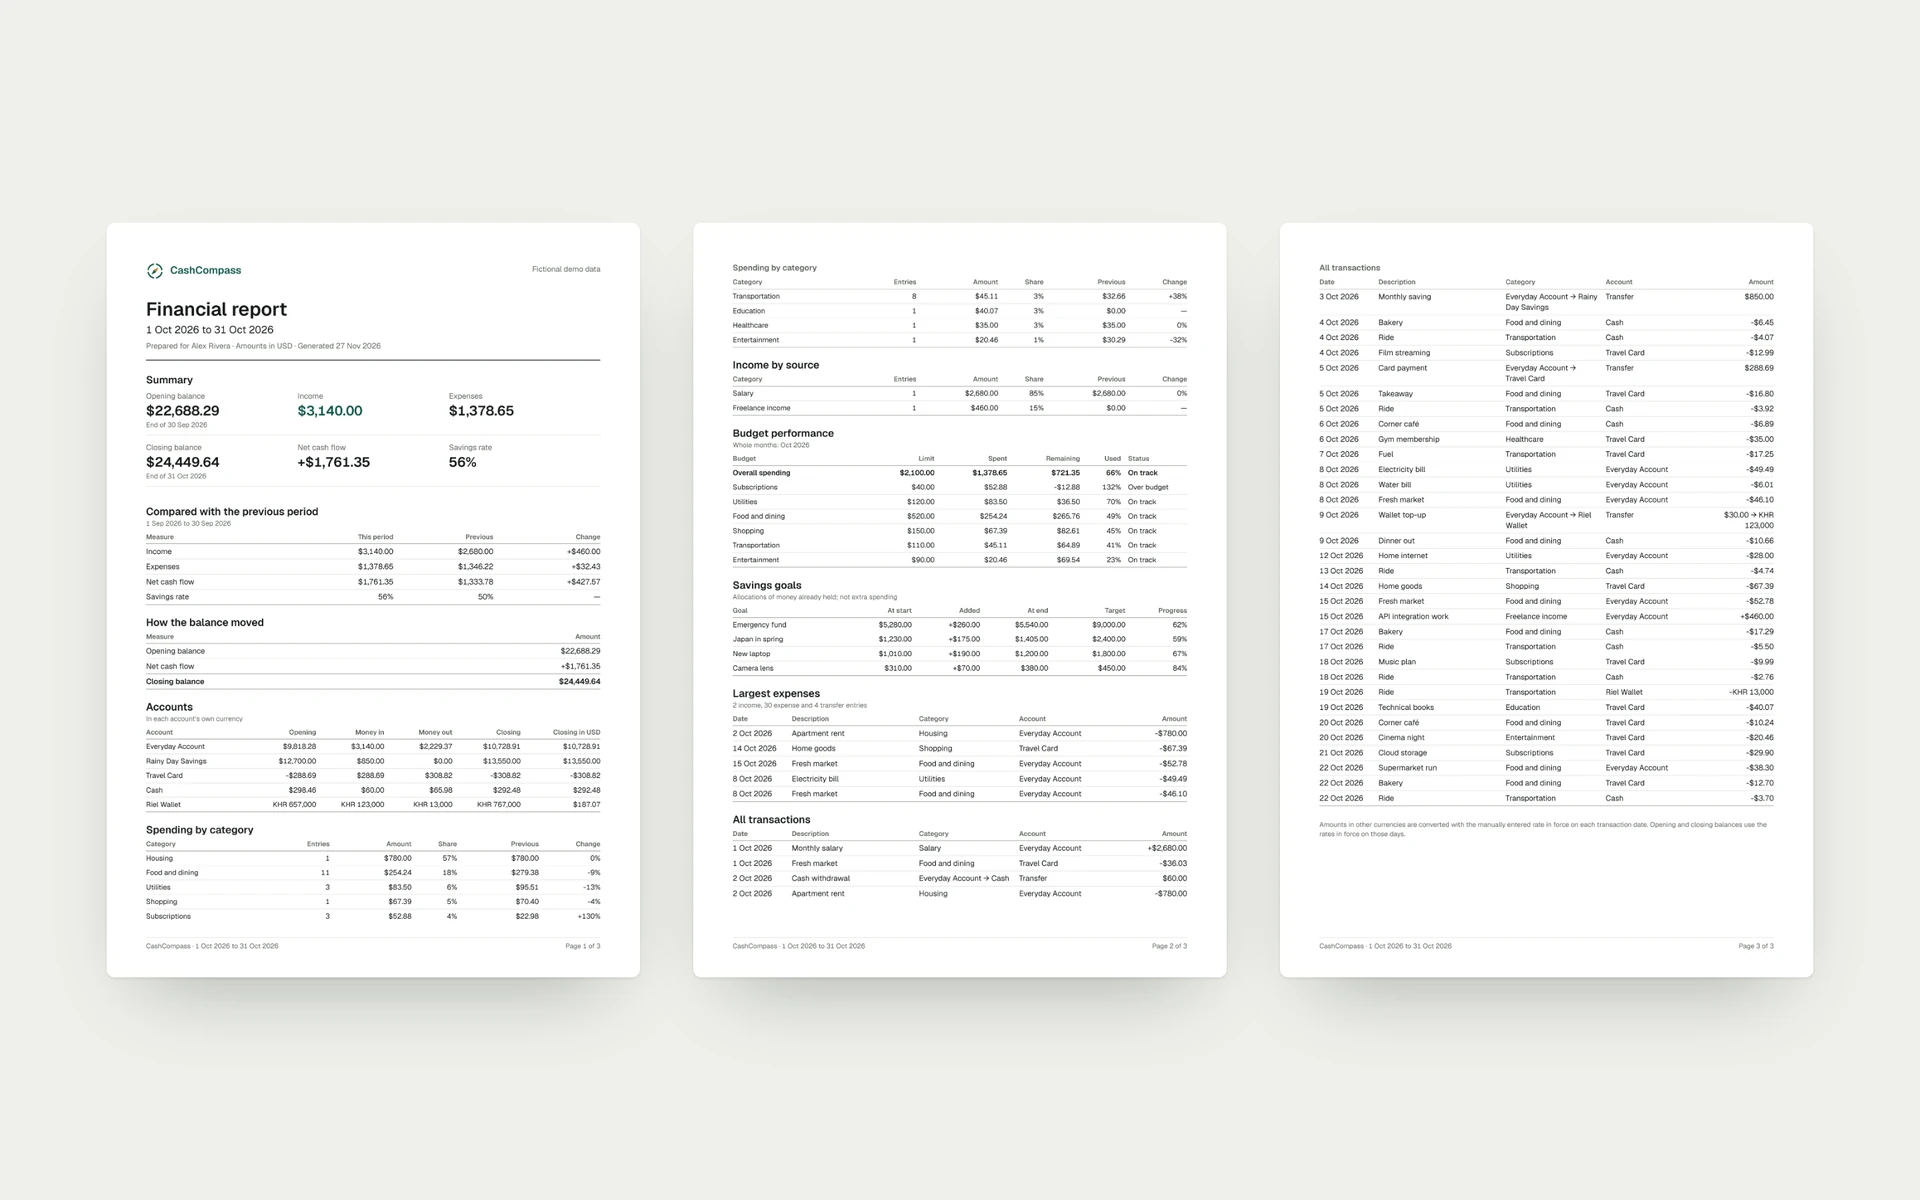 CashCompass
Fictional demo data
Financial report
1 Oct 2026 to 31 Oct 2026
Prepared for Alex Rivera · Amounts in USD · Generated 27 Nov 2026
Summary
Opening balance Income Expenses
$22,688.29 $3,140.00 $1,378.65
End of 30 Sep 2026
Closing balance Net cash flow Savings rate
$24,449.64 +$1,761.35 56%
End of 31 Oct 2026
Compared with the previous period
1 Sep 2026 to 30 Sep 2026
Measure This period Previous Change
Income $3,140.00 $2,680.00 +$460.00
Expenses $1,378.65 $1,346.22 +$32.43
Net cash flow $1,761.35 $1,333.78 +$427.57
Savings rate 56% 50% —
How the balance moved
Measure Amount
Opening balance $22,688.29
Net cash flow +$1,761.35
Closing balance $24,449.64
Accounts
In each account's own currency
Account Opening Money in Money out Closing Closing in USD
Everyday Account $9,818.28 $3,140.00 $2,229.37 $10,728.91 $10,728.91
Rainy Day Savings $12,700.00 $850.00 $0.00 $13,550.00 $13,550.00
Travel Card -$288.69 $288.69 $308.82 -$308.82 -$308.82
Cash $298.46 $60.00 $65.98 $292.48 $292.48
Riel Wallet KHR 657,000 KHR 123,000 KHR 13,000 KHR 767,000 $187.07
Spending by category
Category Entries Amount Share Previous Change
Housing 1 $780.00 57% $780.00 0%
Food and dining 11 $254.24 18% $279.38 -9%
Utilities 3 $83.50 6% $95.51 -13%
Shopping 1 $67.39 5% $70.40 -4%
Subscriptions 3 $52.88 4% $22.98 +130%
CashCompass · 1 Oct 2026 to 31 Oct 2026 Page 1 of 3
Spending by category
Category Entries Amount Share Previous Change
Transportation 8 $45.11 3% $32.66 +38%
Education 1 $40.07 3% $0.00 —
Healthcare 1 $35.00 3% $35.00 0%
Entertainment 1 $20.46 1% $30.29 -32%
Income by source
Category Entries Amount Share Previous Change
Salary 1 $2,680.00 85% $2,680.00 0%
Freelance income 1 $460.00 15% $0.00 —
Budget performance
Whole months: Oct 2026
Budget Limit Spent Remaining Used Status
Overall spending $2,100.00 $1,378.65 $721.35 66% On track
Subscriptions $40.00 $52.88 -$12.88 132% Over budget
Utilities $120.00 $83.50 $36.50 70% On track
Food and dining $520.00 $254.24 $265.76 49% On track
Shopping $150.00 $67.39 $82.61 45% On track
Transportation $110.00 $45.11 $64.89 41% On track
Entertainment $90.00 $20.46 $69.54 23% On track
Savings goals
Allocations of money already held; not extra spending
Goal At start Added At end Target Progress
Emergency fund $5,280.00 +$260.00 $5,540.00 $9,000.00 62%
Japan in spring $1,230.00 +$175.00 $1,405.00 $2,400.00 59%
New laptop $1,010.00 +$190.00 $1,200.00 $1,800.00 67%
Camera lens $310.00 +$70.00 $380.00 $450.00 84%
Largest expenses
2 income, 30 expense and 4 transfer entries
Date Description Category Account Amount
2 Oct 2026 Apartment rent Housing Everyday Account -$780.00
14 Oct 2026 Home goods Shopping Travel Card -$67.39
15 Oct 2026 Fresh market Food and dining Everyday Account -$52.78
8 Oct 2026 Electricity bill Utilities Everyday Account -$49.49
8 Oct 2026 Fresh market Food and dining Everyday Account -$46.10
All transactions
Date Description Category Account Amount
1 Oct 2026 Monthly salary Salary Everyday Account +$2,680.00
1 Oct 2026 Fresh market Food and dining Travel Card -$36.03
2 Oct 2026 Cash withdrawal Everyday Account → Cash Transfer $60.00
2 Oct 2026 Apartment rent Housing Everyday Account -$780.00
CashCompass · 1 Oct 2026 to 31 Oct 2026 Page 2 of 3
All transactions
Date Description Category Account Amount
3 Oct 2026 Monthly saving Everyday Account → Rainy Transfer $850.00
Day Savings
4 Oct 2026 Bakery Food and dining Cash -$6.45
4 Oct 2026 Ride Transportation Cash -$4.07
4 Oct 2026 Film streaming Subscriptions Travel Card -$12.99
5 Oct 2026 Card payment Everyday Account → Transfer $288.69
Travel Card
5 Oct 2026 Takeaway Food and dining Travel Card -$16.80
5 Oct 2026 Ride Transportation Cash -$3.92
6 Oct 2026 Corner café Food and dining Cash -$6.89
6 Oct 2026 Gym membership Healthcare Travel Card -$35.00
7 Oct 2026 Fuel Transportation Travel Card -$17.25
8 Oct 2026 Electricity bill Utilities Everyday Account -$49.49
8 Oct 2026 Water bill Utilities Everyday Account -$6.01
8 Oct 2026 Fresh market Food and dining Everyday Account -$46.10
9 Oct 2026 Wallet top-up Everyday Account → Riel Transfer $30.00 → KHR
Wallet 123,000
9 Oct 2026 Dinner out Food and dining Cash -$10.66
12 Oct 2026 Home internet Utilities Everyday Account -$28.00
13 Oct 2026 Ride Transportation Cash -$4.74
14 Oct 2026 Home goods Shopping Travel Card -$67.39
15 Oct 2026 Fresh market Food and dining Everyday Account -$52.78
15 Oct 2026 API integration work Freelance income Everyday Account +$460.00
17 Oct 2026 Bakery Food and dining Cash -$17.29
17 Oct 2026 Ride Transportation Cash -$5.50
18 Oct 2026 Music plan Subscriptions Travel Card -$9.99
18 Oct 2026 Ride Transportation Cash -$2.76
19 Oct 2026 Ride Transportation Riel Wallet -KHR 13,000
19 Oct 2026 Technical books Education Travel Card -$40.07
20 Oct 2026 Corner café Food and dining Travel Card -$10.24
20 Oct 2026 Cinema night Entertainment Travel Card -$20.46
21 Oct 2026 Cloud storage Subscriptions Travel Card -$29.90
22 Oct 2026 Supermarket run Food and dining Everyday Account -$38.30
22 Oct 2026 Bakery Food and dining Travel Card -$12.70
22 Oct 2026 Ride Transportation Cash -$3.70
Amounts in other currencies are converted with the manually entered rate in force on each transaction date. Opening and closing balances use the
rates in force on those days.
CashCompass · 1 Oct 2026 to 31 Oct 2026 Page 3 of 3